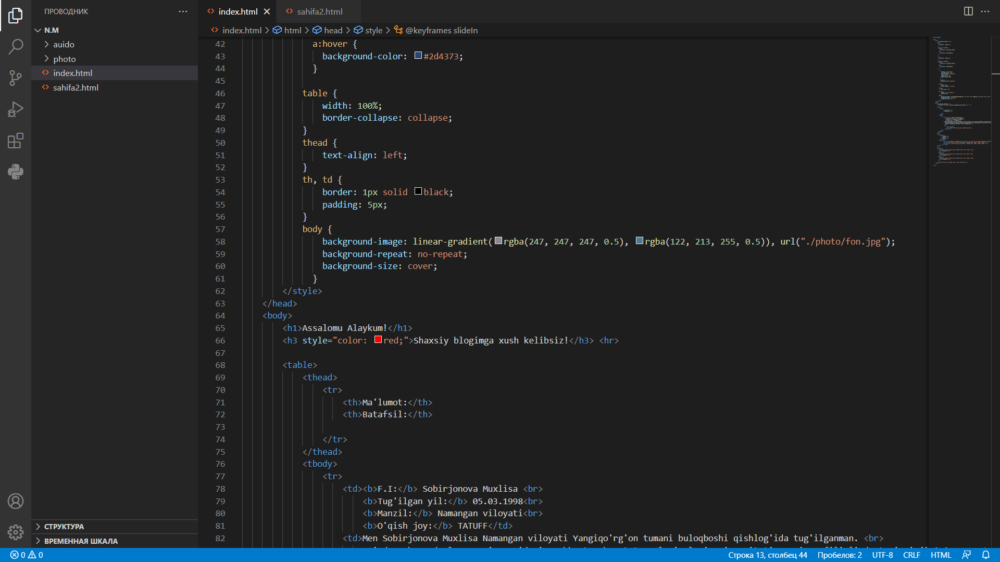 ПРОВОДНИК
N.M
auido
photo
index.html
sahifa2.html
СТРУКТУРА
ВРЕМЕННАЯ ШКАЛА
index.html
sahifa2.html
index.html > html > head > style > @keyframes slideIn
42 a:hover {
43 background-color: #2d4373;
44 }
45
46 table {
47 width: 100%;
48 border-collapse: collapse;
49 }
50 thead {
51 text-align: left;
52 }
53 th, td {
54 border: 1px solid black;
55 padding: 5px;
56 }
57 body {
58 background-image: linear-gradient(rgba(247, 247, 247, 0.5), rgba(122, 213, 255, 0.5)), url("./photo/fon.jpg");
59 background-repeat: no-repeat;
60 background-size: cover;
61 }
62 </style>
63 </head>
64 <body>
65 <h1>Assalomu Alaykum!</h1>
66 <h3 style="color: red;">Shaxsiy blogimga xush kelibsiz!</h3> <hr>
67
68 <table>
69 <thead>
70 <tr>
71 <th>Ma'lumot:</th>
72 <th>Batafsil:</th>
73
74 </tr>
75 </thead>
76 <tbody>
77 <tr>
78 <td><b>F.I:</b> Sobirjonova Muxlisa <br>
79 <b>Tug'ilgan yil:</b> 05.03.1998<br>
80 <b>Manzil:</b> Namangan viloyati<br>
81 <b>O'qish joy:</b> TATUFF</td>
82 <td>Men Sobirjonova Muxlisa Namangan viloyati Yangiqo'rg'on tumani buloqboshi qishlog'ida tug'ilganman. <br>
0 0
Строка 13, столбец 44
Пробелов: 2
UTF-8
CRLF
HTML